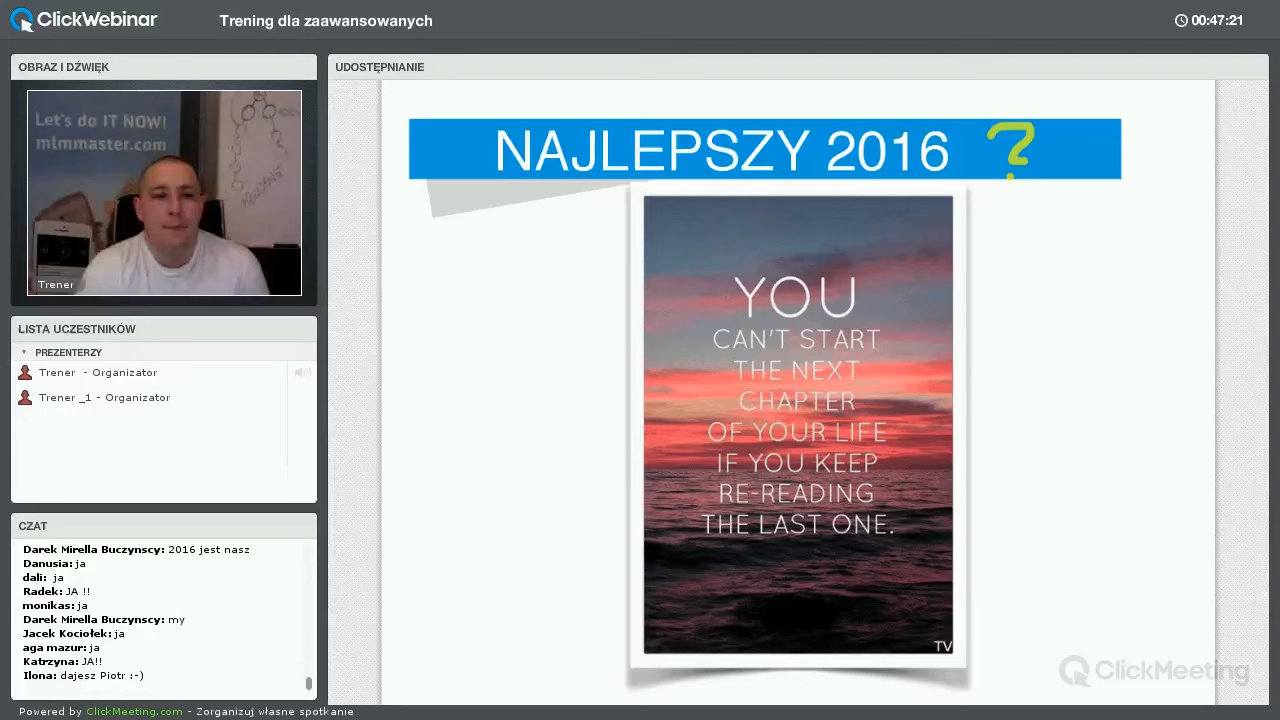 ClickWebinar
Trening dla zaawansowanych
00:47:21
OBRAZ I DŹWIĘK
Let's do IT NOW!
mlmmaster.com
Trener
LISTA UCZESTNIKÓW
PREZENTERZY
Trener - Organizator
Trener _1 - Organizator
CZAT
Darek Mirella Buczynscy: 2016 jest nasz
Danusia: ja
dali: ja
Radek: JA !!
monikas: ja
Darek Mirella Buczynscy: my
Jacek Kociołek: ja
aga mazur: ja
Katrzyna: JA!!
Ilona: dajesz Piotr :-)
UDOSTĘPNIANIE
NAJLEPSZY 2016 ?
YOU
CAN'T START
THE NEXT
CHAPTER
OF YOUR LIFE
IF YOU KEEP
RE-READING
THE LAST ONE.
TV
ClickMeeting
Powered by ClickMeeting.com - Zorganizuj własne spotkanie